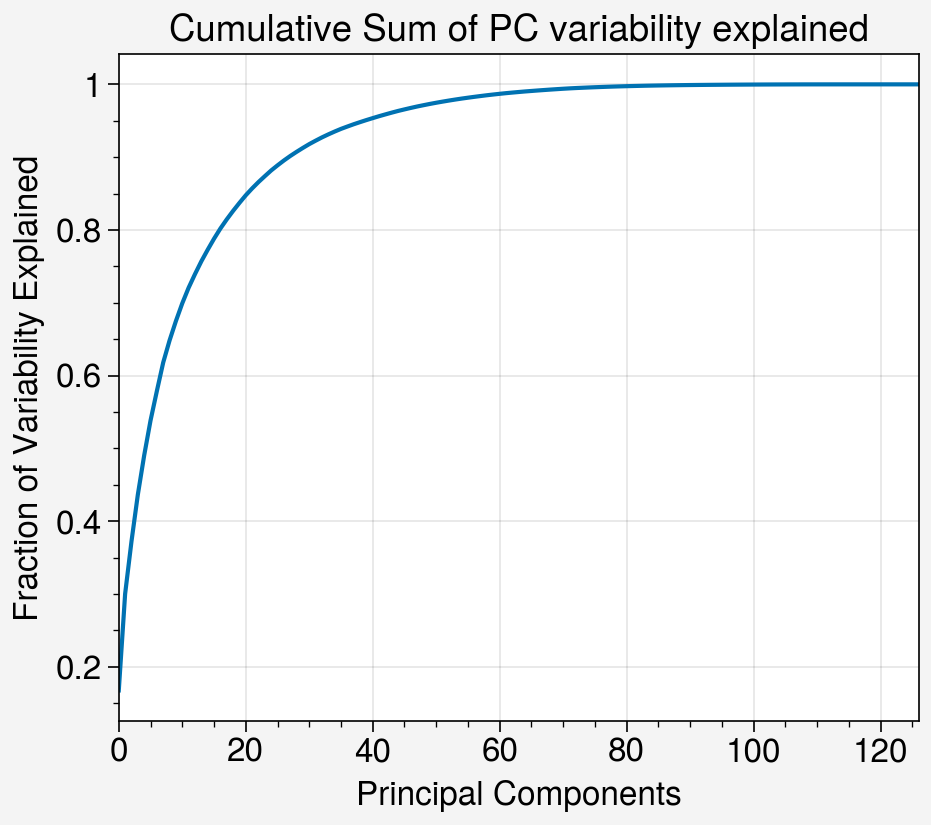 Cumulative Sum of PC variability explained
1
0.8
0.6
0.4
0.2
Fraction of Variability Explained
0 20 40 60 80 100 120
Principal Components